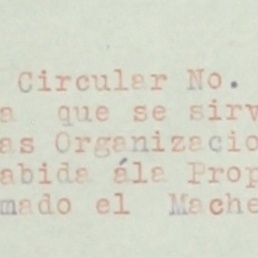 Circular No.
a que se sirv
as Organizacio
abida ála Prop
mado el Mache